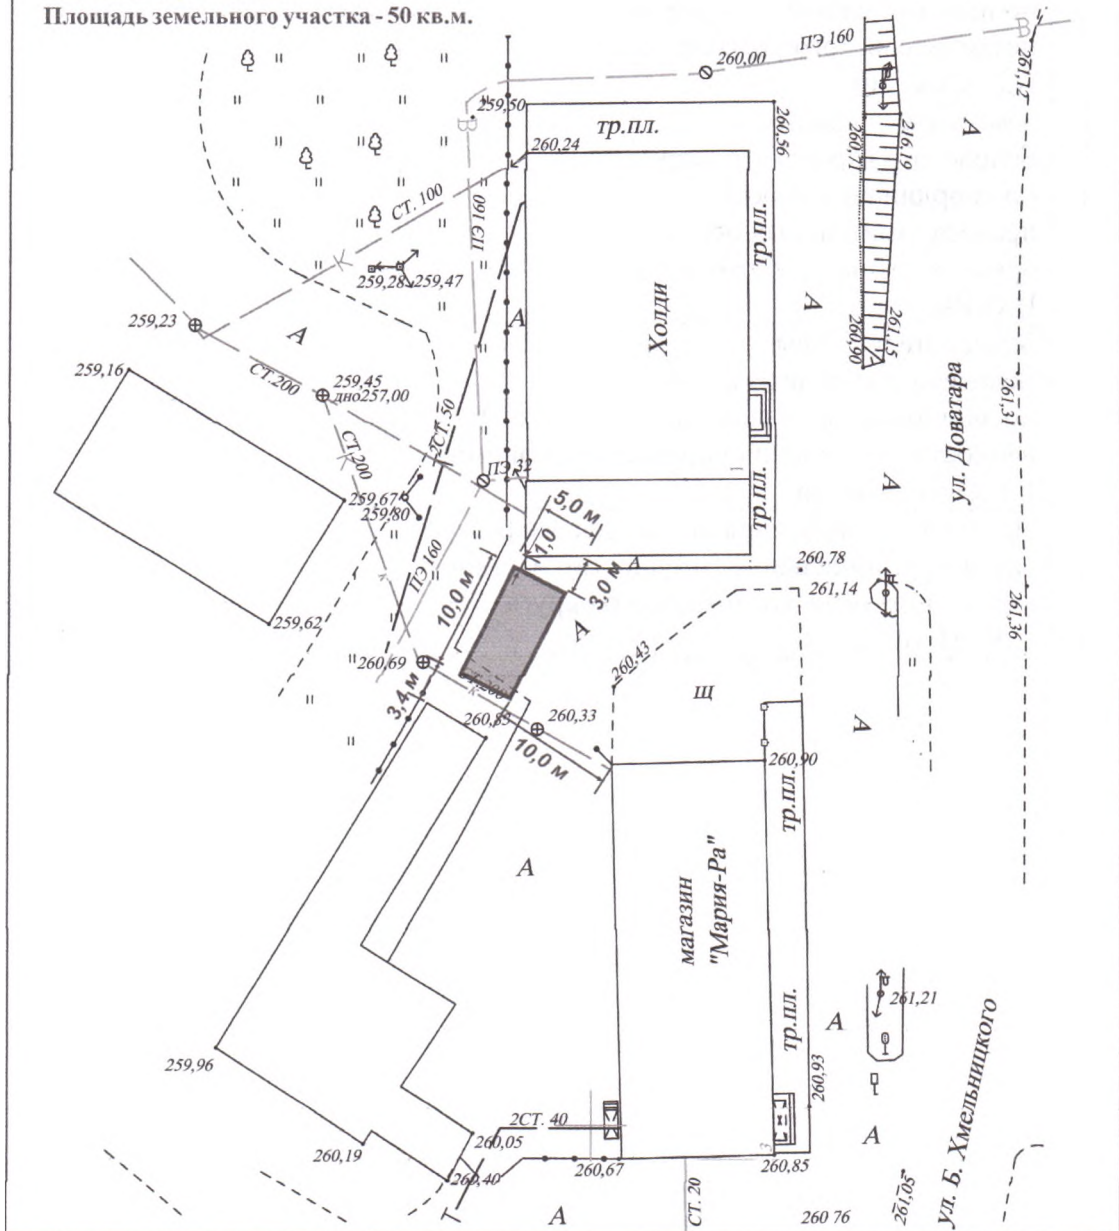 Площадь земельного участка - 50 кв.м.
В
ПЭ 160
260,00
261,12
259,50
В
тр.пл.
260,56
260,24
260,71
216,19
А
СТ. 100
ПЭ 160
К
тр.пл.
259,28
259,47
А
259,23
А
А
Холди
260,90
261,15
259,16
СТ.200
259,45
дно257,00
ул. Доватара
261,31
2СТ. 50
СТ.200
К
ПЭ 32
1
тр.пл.
А
259,67
259,80
5,0 м
1,0
ПЭ 160
А
260,78
10,0 м
3,0 м
261,14
261,36
259,62
А
260,69
260,43
Щ
СТ.200
к
3,4 м
260,85
260,33
А
10,0 м
260,90
тр.пл.
А
магазин
"Мария-Ра"
261,21
тр.пл.
А
259,96
260,93
ул. Б. Хмельницкого
2СТ. 40
А
260,05
260,19
260,40
260,67
260,85
3
СТ. 20
А
260 76
261,05